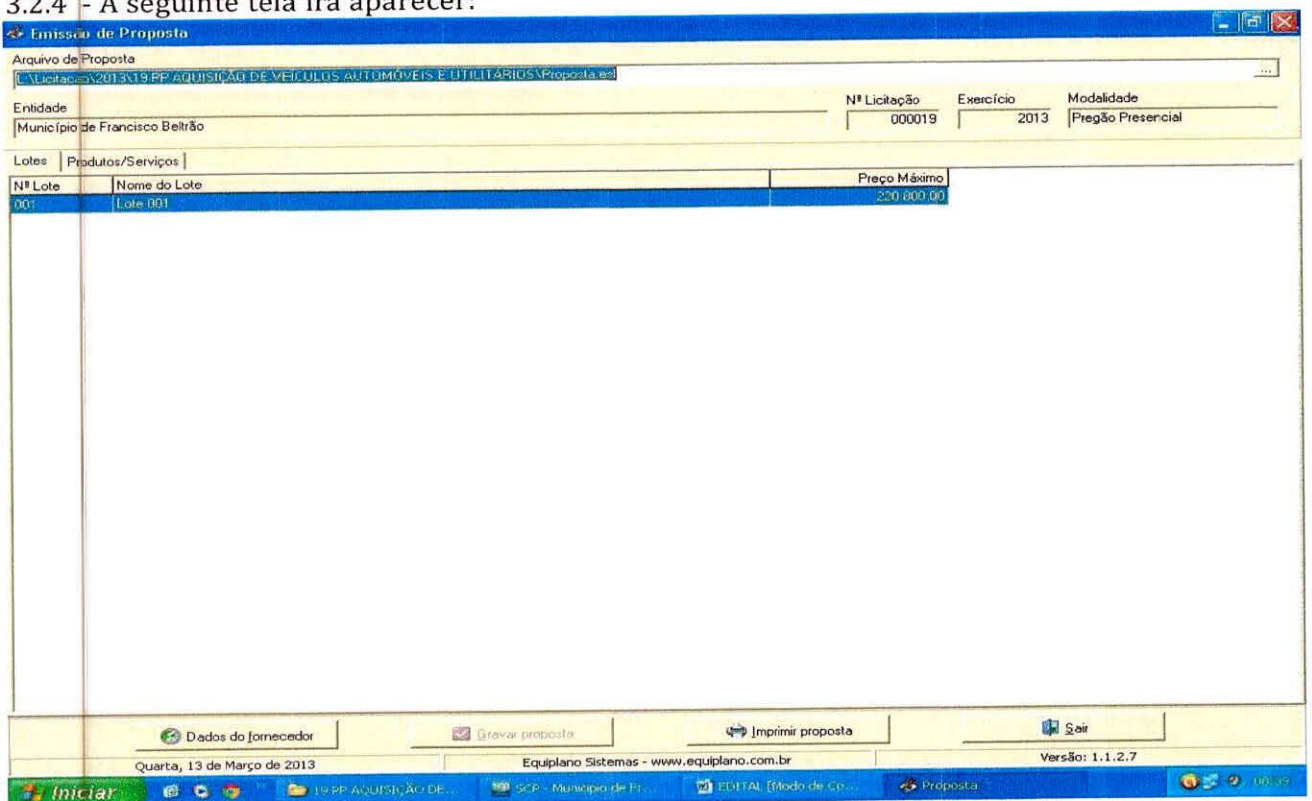 3.2.4 - A seguinte tela irá aparecer:
Emissão de Proposta
Arquivo de Proposta
L:\Licitacao\2013\19 PP AQUISIÇÃO DE VEÍCULOS AUTOMÓVEIS E UTILITÁRIOS\Proposta.esl
...
Entidade Nº Licitação Exercício Modalidade
Município de Francisco Beltrão 000019 2013 Pregão Presencial
Lotes Produtos/Serviços
Nº Lote Nome do Lote Preço Máximo
001 Lote 001 220.800,00
Dados do fornecedor Gravar proposta Imprimir proposta Sair
Quarta, 13 de Março de 2013 Equiplano Sistemas - www.equiplano.com.br Versão: 1.1.2.7
Iniciar 19 PP AQUISIÇÃO DE... SCP - Município de Fr... EDITAL [Modo de Co... Proposta 08:39